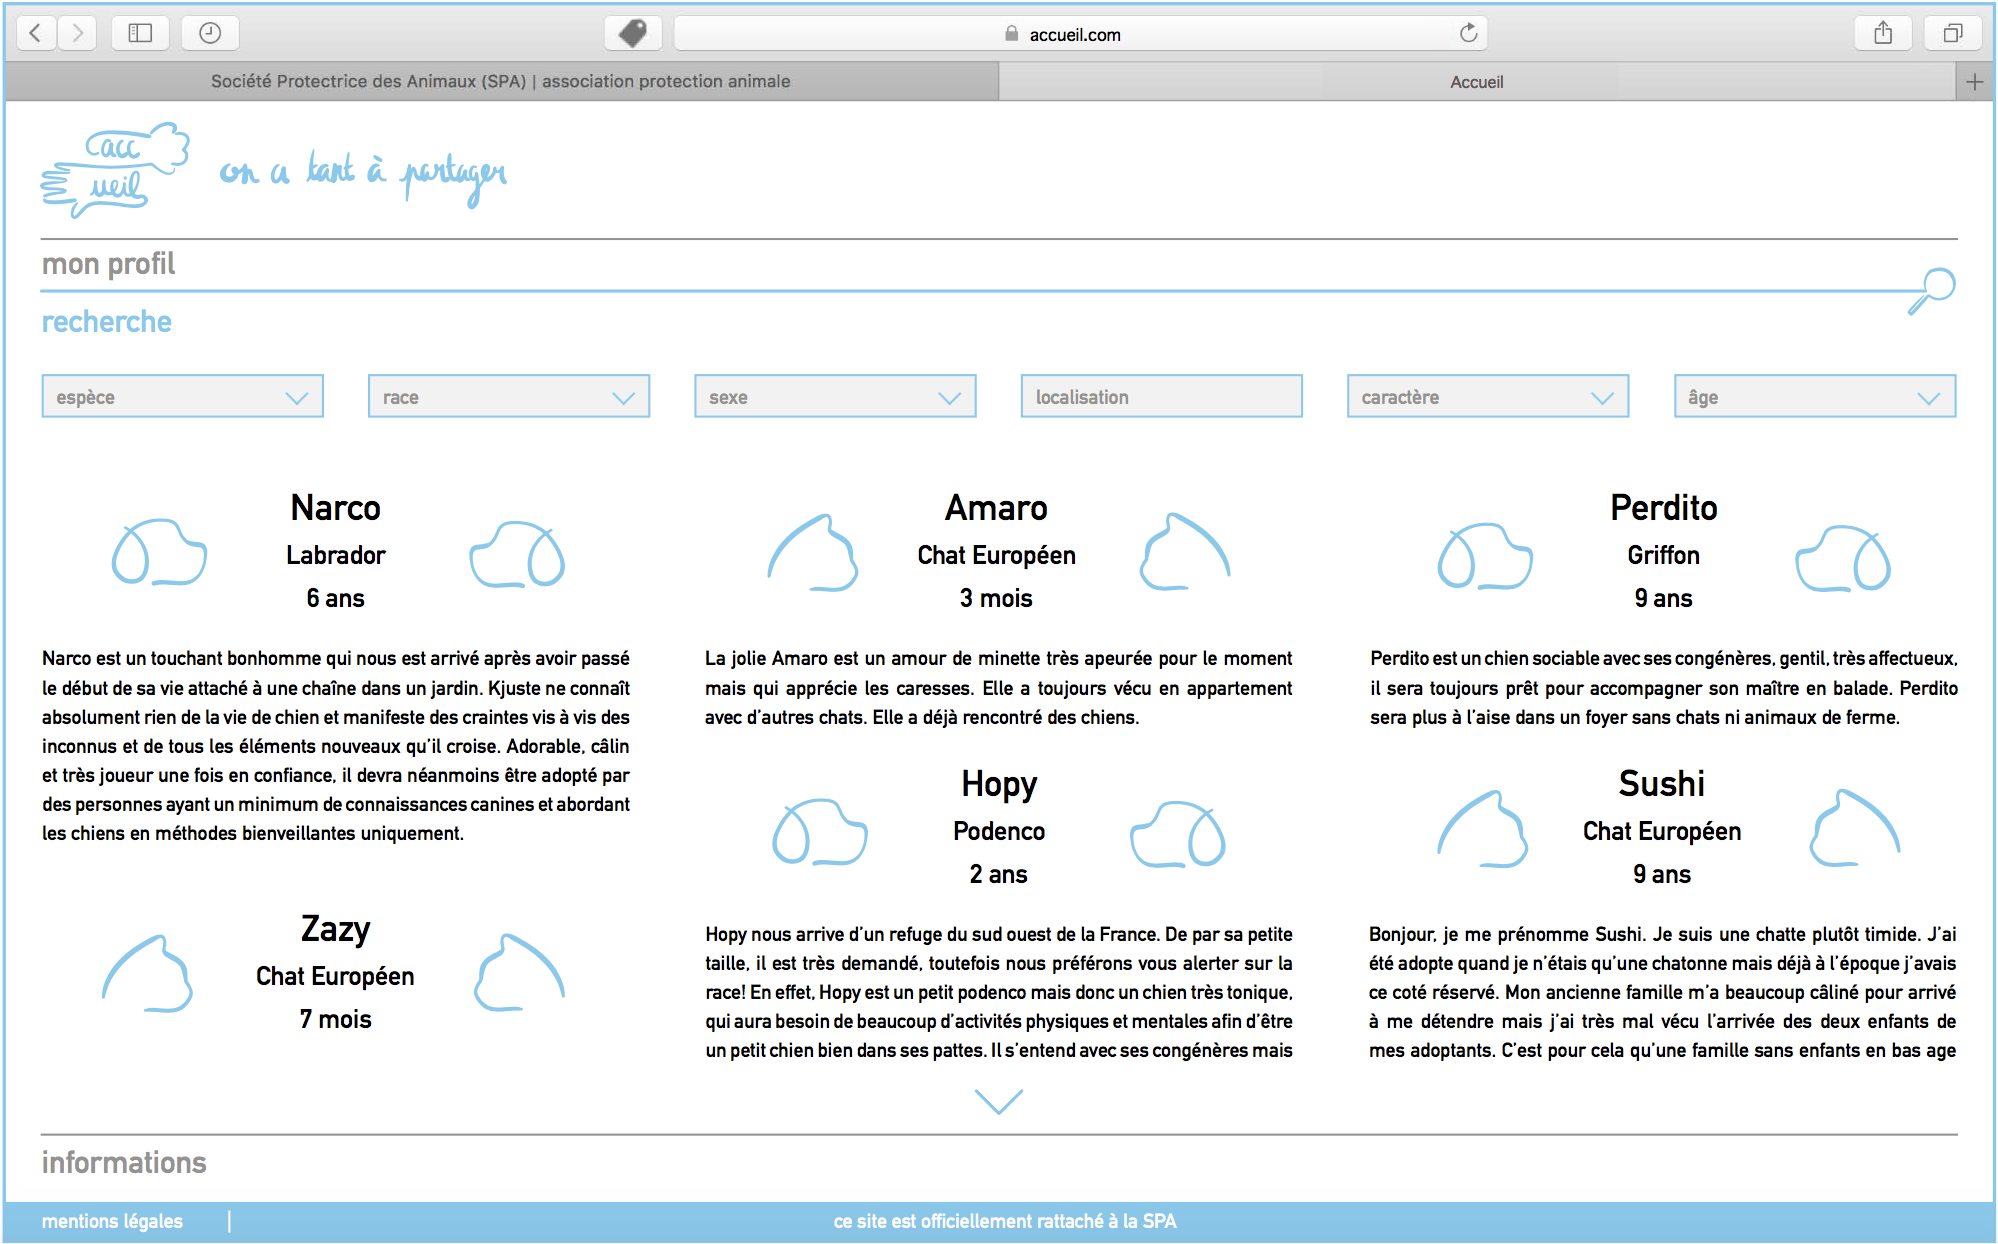 accueil.com
Société Protectrice des Animaux (SPA) | association protection animale
Accueil
acc
ueil
on a tant à partager
mon profil
recherche
espèce
race
sexe
localisation
caractère
âge
Narco
Labrador
6 ans
Narco est un touchant bonhomme qui nous est arrivé après avoir passé
le début de sa vie attaché à une chaîne dans un jardin. Kjuste ne connaît
absolument rien de la vie de chien et manifeste des craintes vis à vis des
inconnus et de tous les éléments nouveaux qu'il croise. Adorable, câlin
et très joueur une fois en confiance, il devra néanmoins être adopté par
des personnes ayant un minimum de connaissances canines et abordant
les chiens en méthodes bienveillantes uniquement.
Zazy
Chat Européen
7 mois
Amaro
Chat Européen
3 mois
La jolie Amaro est un amour de minette très apeurée pour le moment
mais qui apprécie les caresses. Elle a toujours vécu en appartement
avec d'autres chats. Elle a déjà rencontré des chiens.
Hopy
Podenco
2 ans
Hopy nous arrive d'un refuge du sud ouest de la France. De par sa petite
taille, il est très demandé, toutefois nous préférons vous alerter sur la
race! En effet, Hopy est un petit podenco mais donc un chien très tonique,
qui aura besoin de beaucoup d'activités physiques et mentales afin d'être
un petit chien bien dans ses pattes. Il s'entend avec ses congénères mais
Perdito
Griffon
9 ans
Perdito est un chien sociable avec ses congénères, gentil, très affectueux,
il sera toujours prêt pour accompagner son maître en balade. Perdito
sera plus à l'aise dans un foyer sans chats ni animaux de ferme.
Sushi
Chat Européen
9 ans
Bonjour, je me prénomme Sushi. Je suis une chatte plutôt timide. J'ai
été adopte quand je n'étais qu'une chatonne mais déjà à l'époque j'avais
ce coté réservé. Mon ancienne famille m'a beaucoup câliné pour arrivé
à me détendre mais j'ai très mal vécu l'arrivée des deux enfants de
mes adoptants. C'est pour cela qu'une famille sans enfants en bas age
informations
mentions légales |
ce site est officiellement rattaché à la SPA